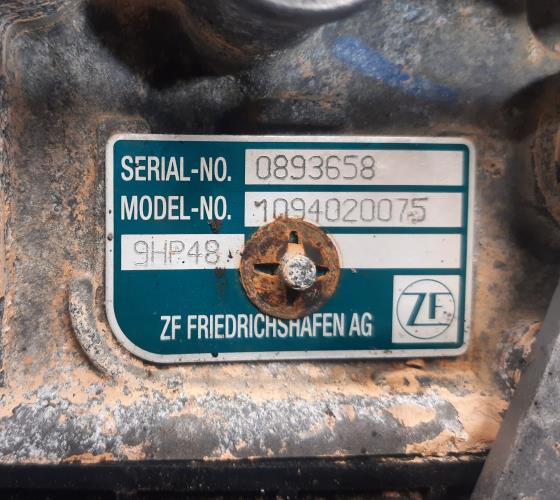 SERIAL-NO. 0893658
MODEL-NO. 1094020075
9HP48
ZF FRIEDRICHSHAFEN AG
ZF